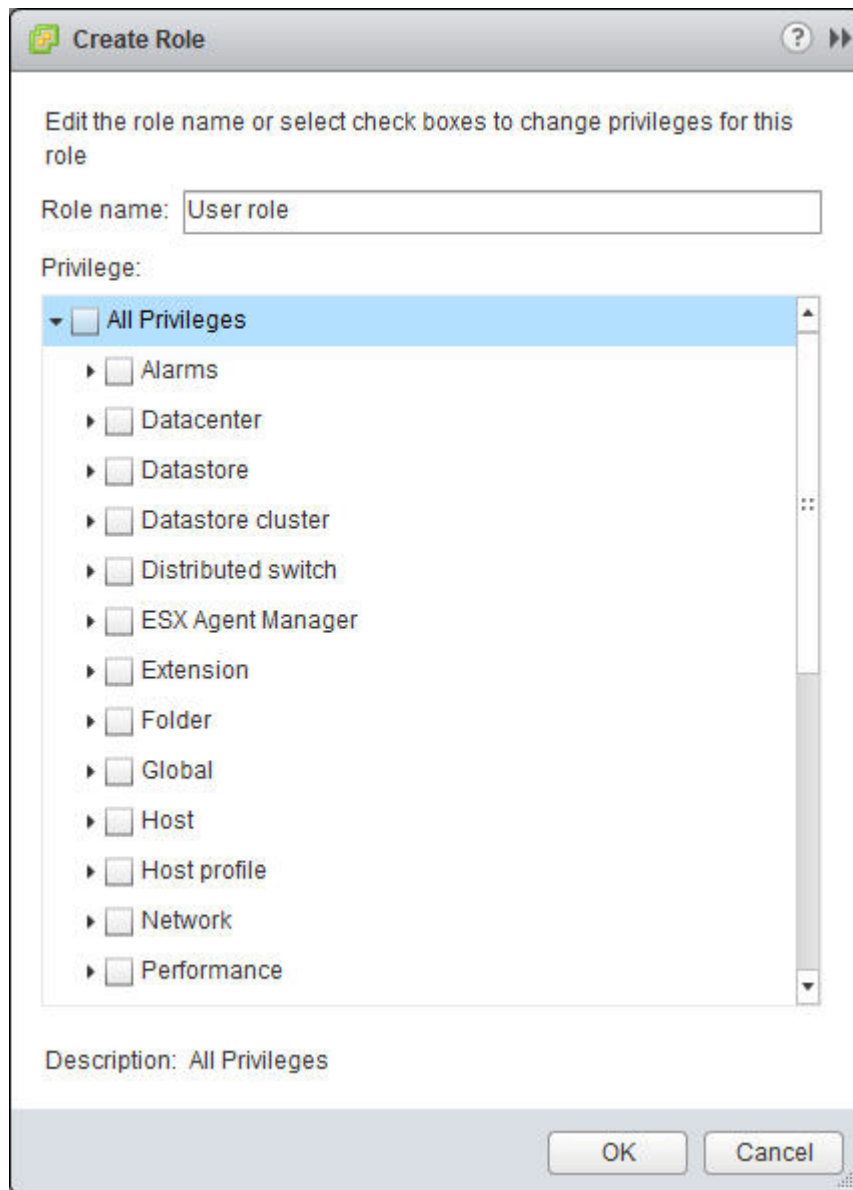 Create Role
?
Edit the role name or select check boxes to change privileges for this
role
Role name: User role
Privilege:
All Privileges
Alarms
Datacenter
Datastore
Datastore cluster
Distributed switch
ESX Agent Manager
Extension
Folder
Global
Host
Host profile
Network
Performance
Description: All Privileges
OK Cancel